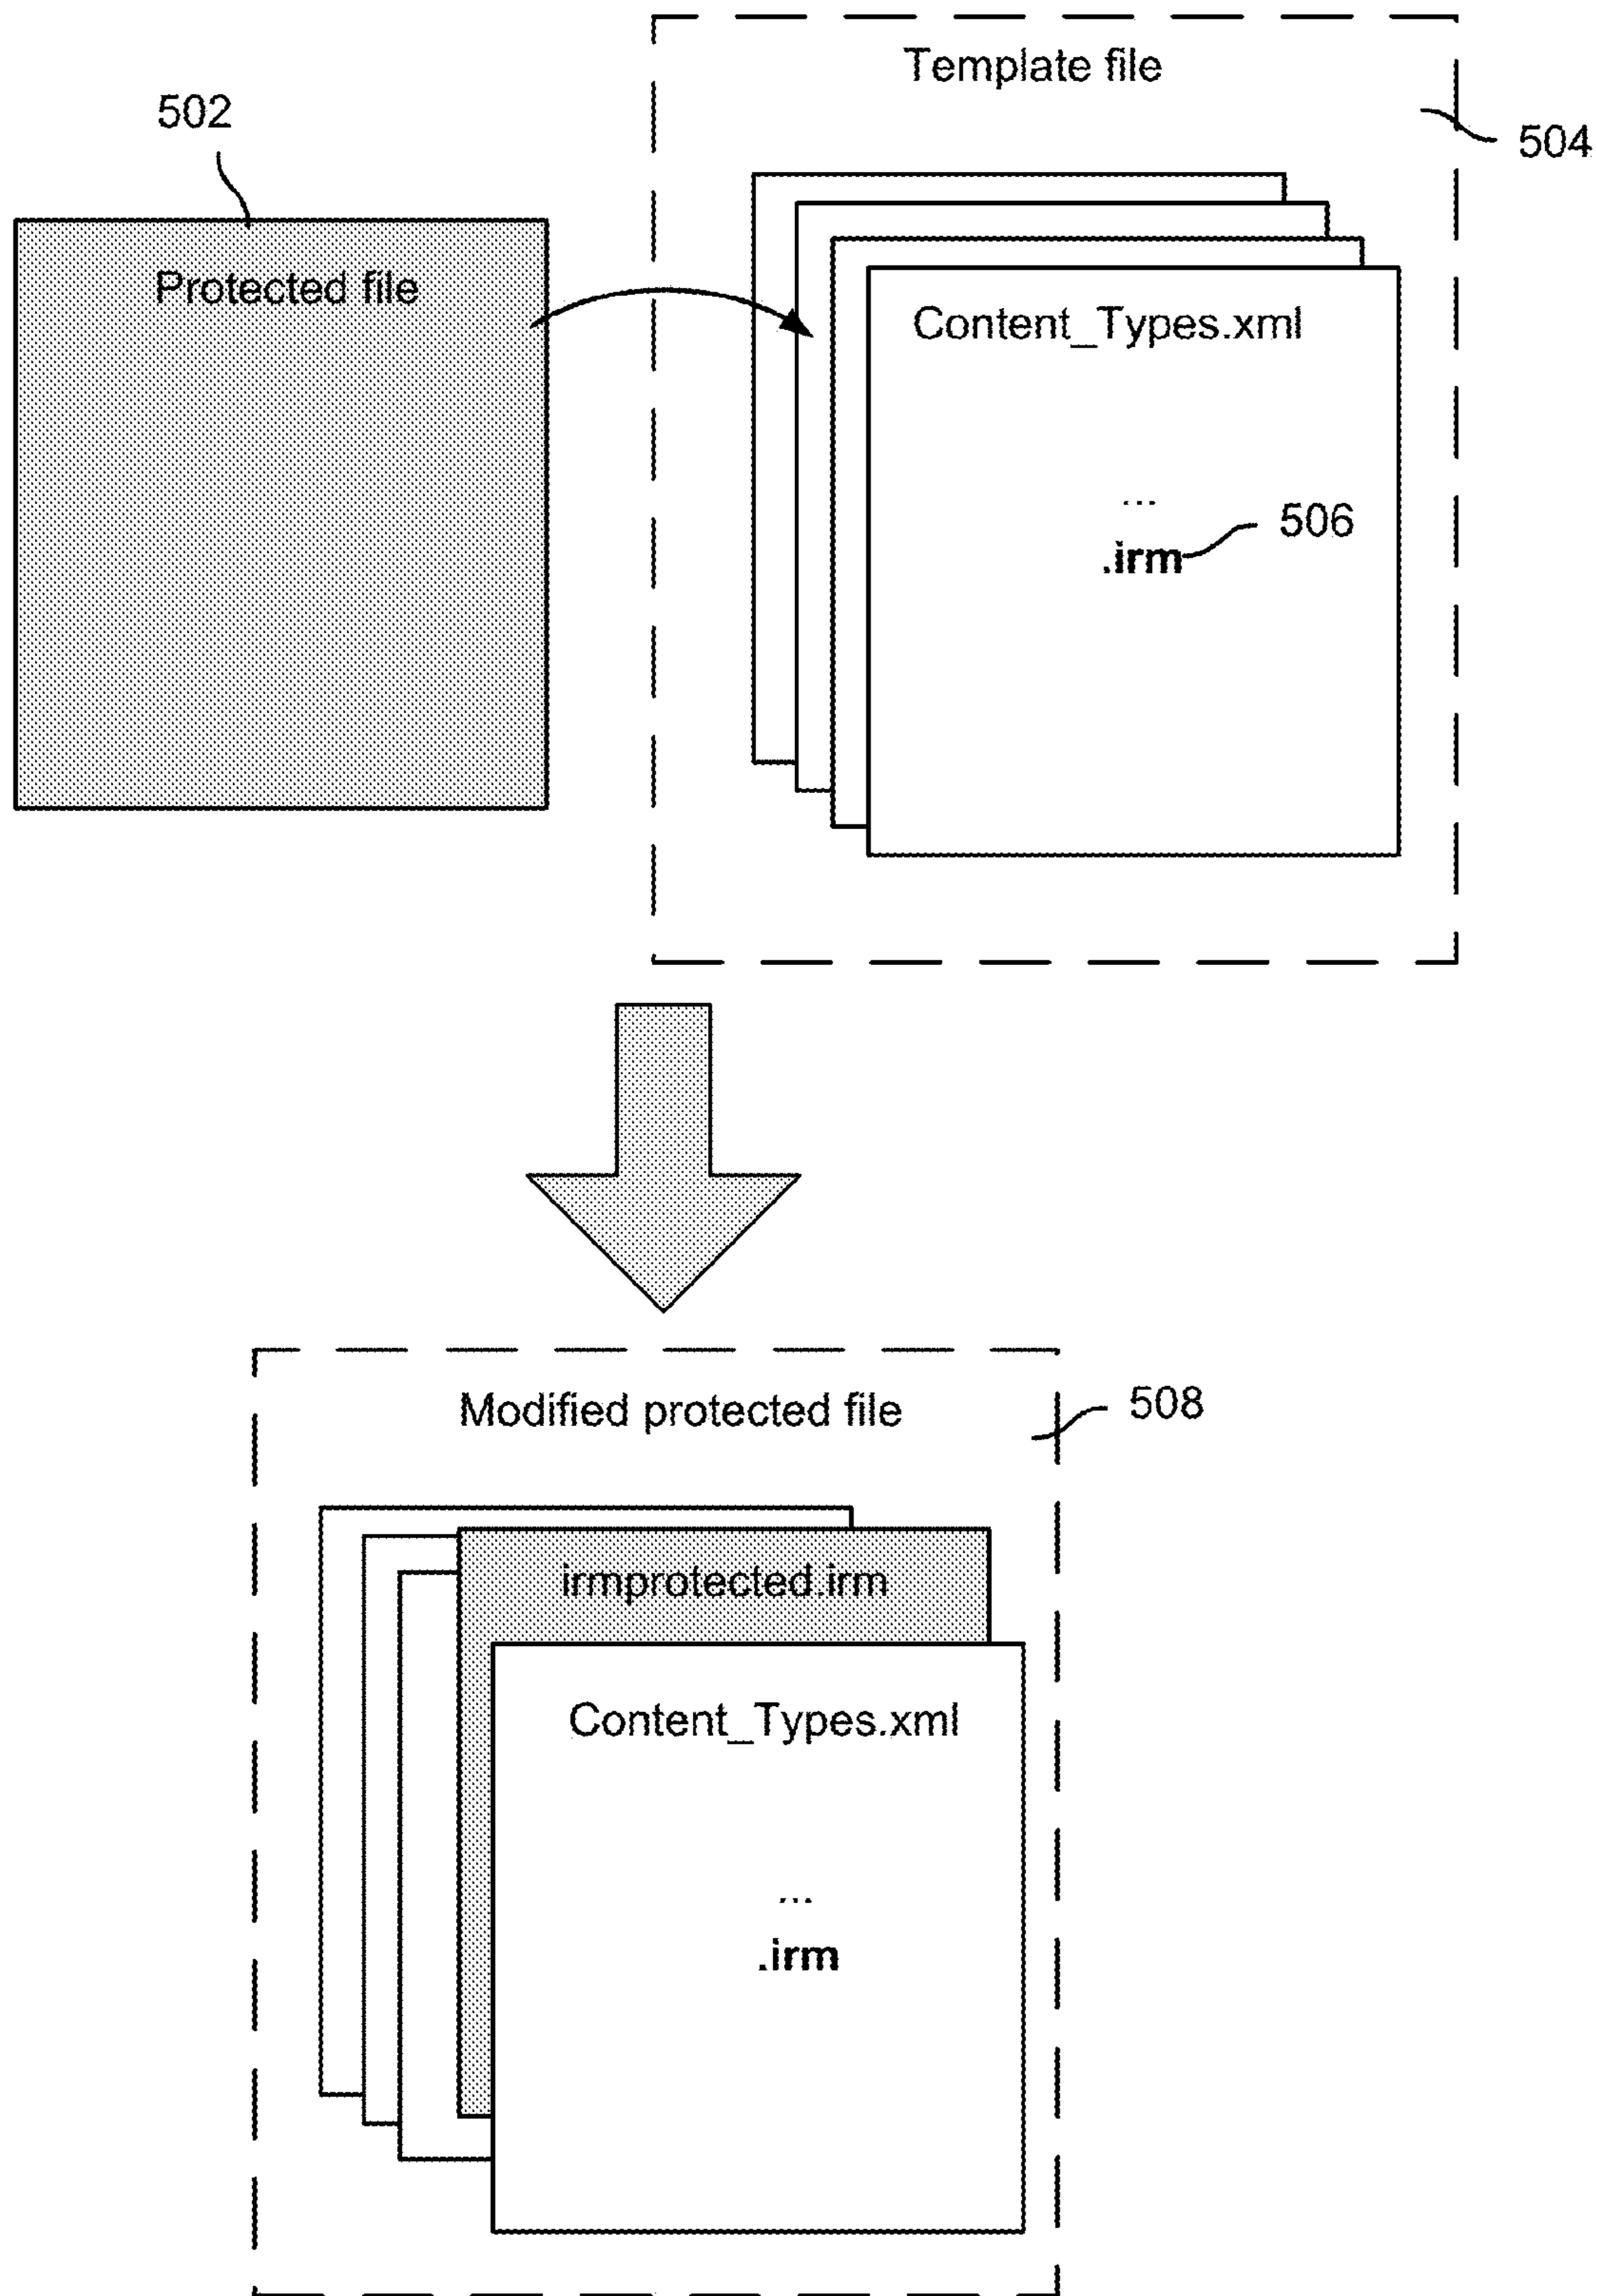 Template file
502
504
Protected file
Content_Types.xml
...
506
.irm
Modified protected file
508
irmprotected.irm
Content_Types.xml
...
.irm